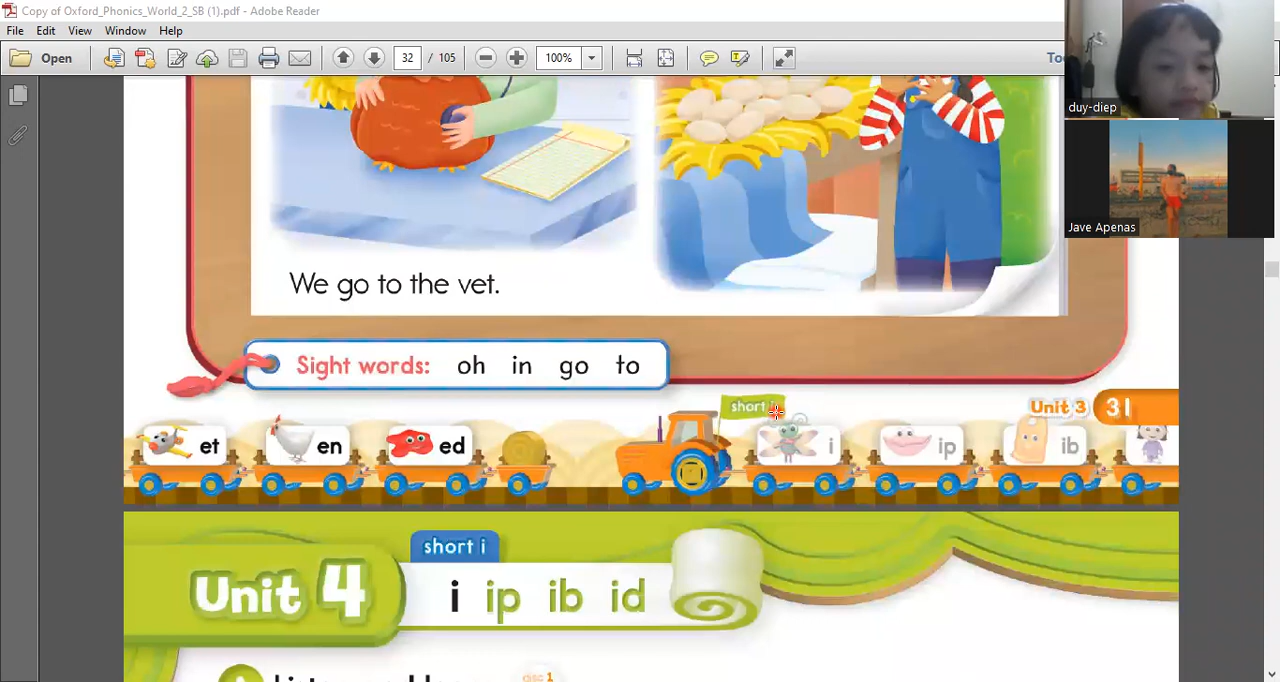 Copy of Oxford_Phonics_World_2_SB (1).pdf - Adobe Reader
File Edit View Window Help
Open 32 / 105 100%
duy-diep
Jave Apenas
We go to the vet.
Sight words: oh in go to
short i
Unit 3 31
et en ed i ip ib
short i
Unit 4 i ip ib id